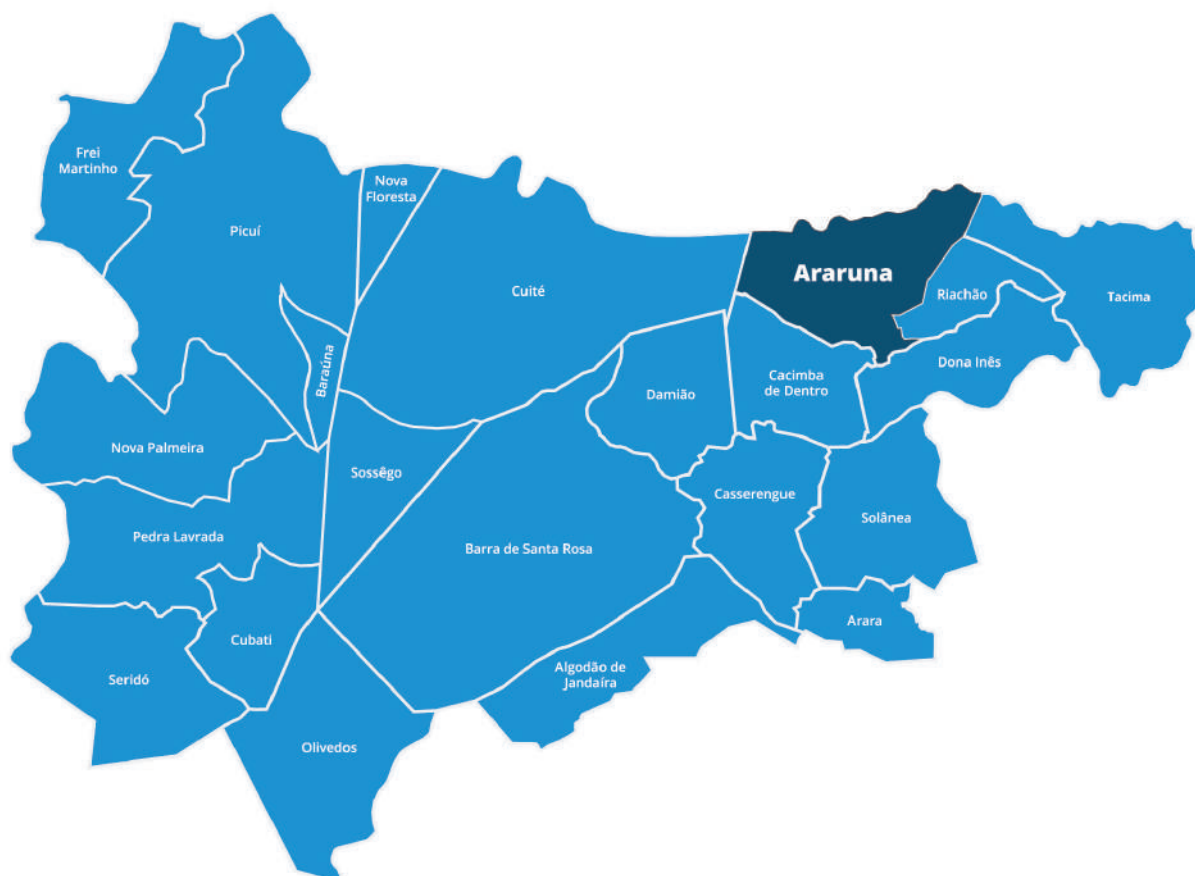 Frei
Martinho
Nova
Floresta
Picuí
Araruna
Cuité
Riachão
Tacima
Baraúna
Dona Inês
Cacimba
de Dentro
Damião
Nova Palmeira
Sossêgo
Casserengue
Solânea
Pedra Lavrada
Barra de Santa Rosa
Arara
Cubati
Algodão de
Jandaíra
Seridó
Olivedos